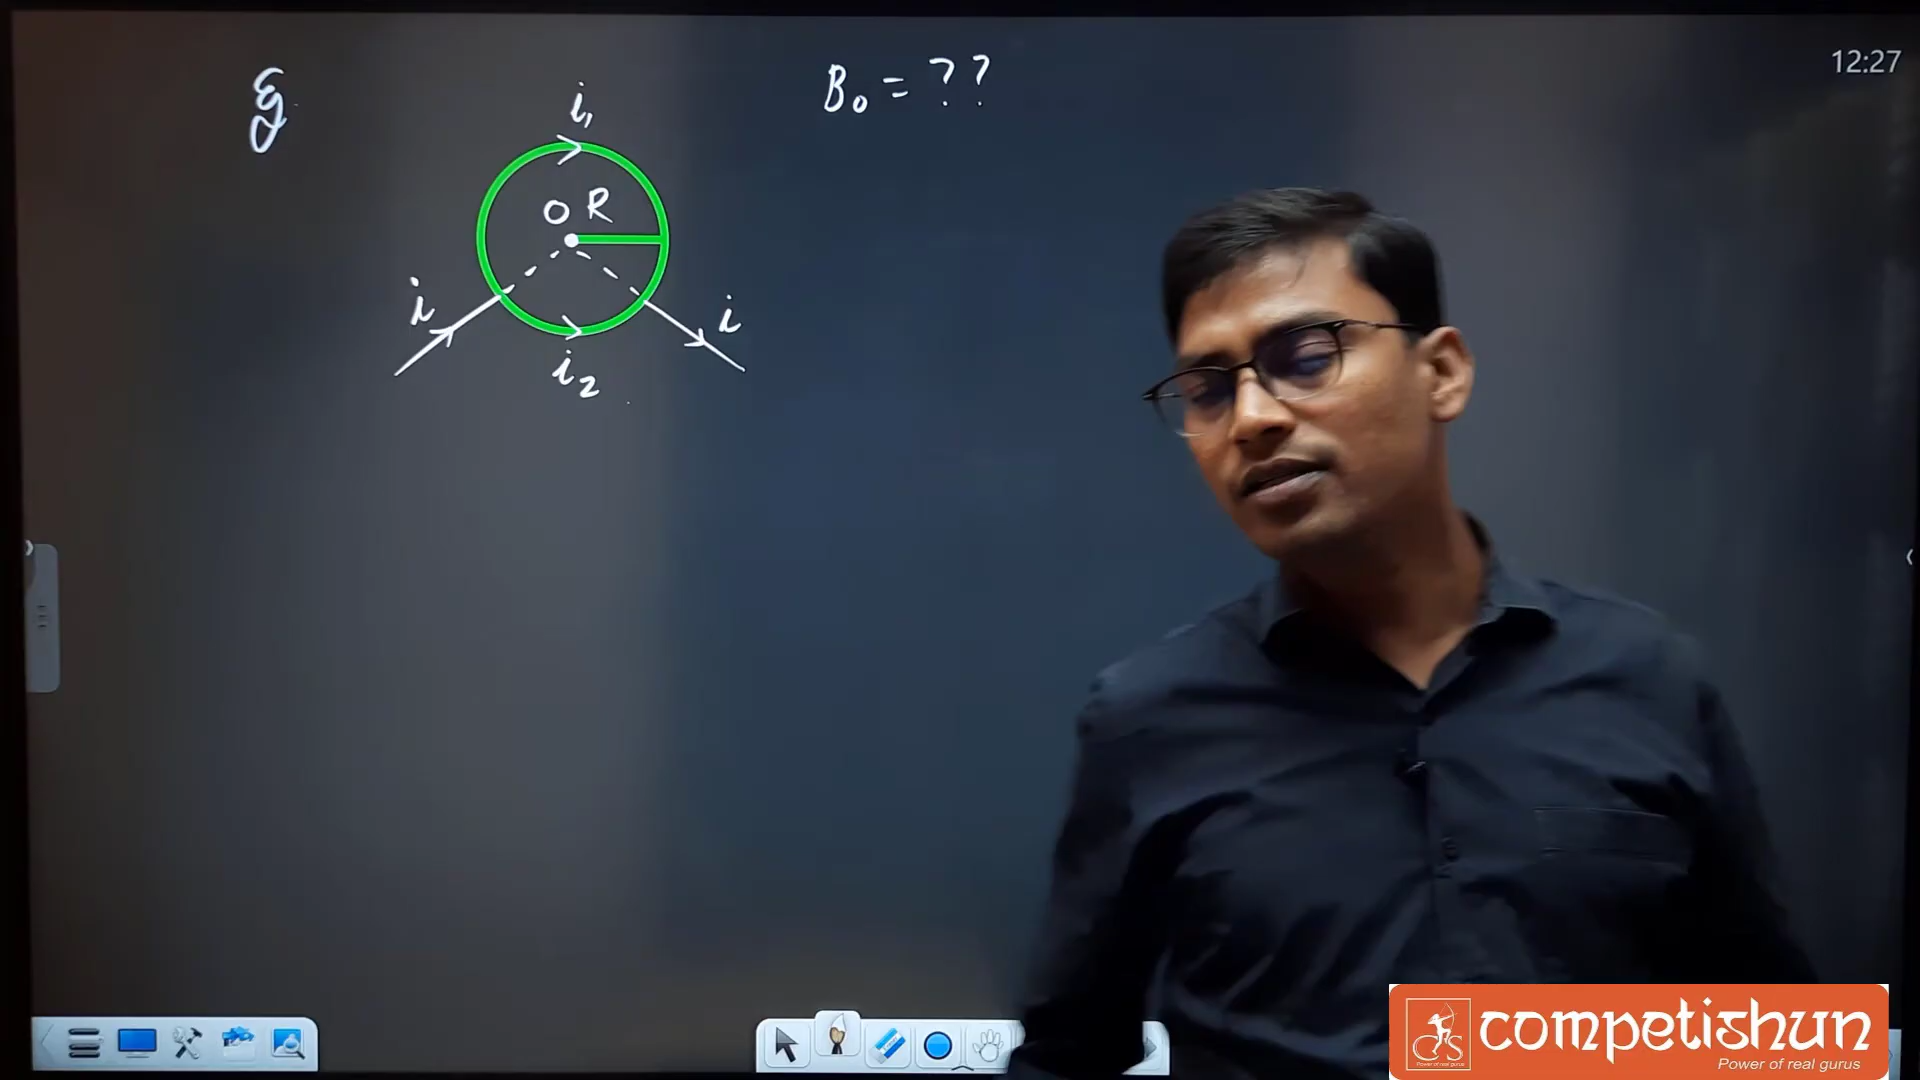 Eg.
B₀ = ??
12:27
i₁
O R
i
i
i₂
competishun
Power of real gurus